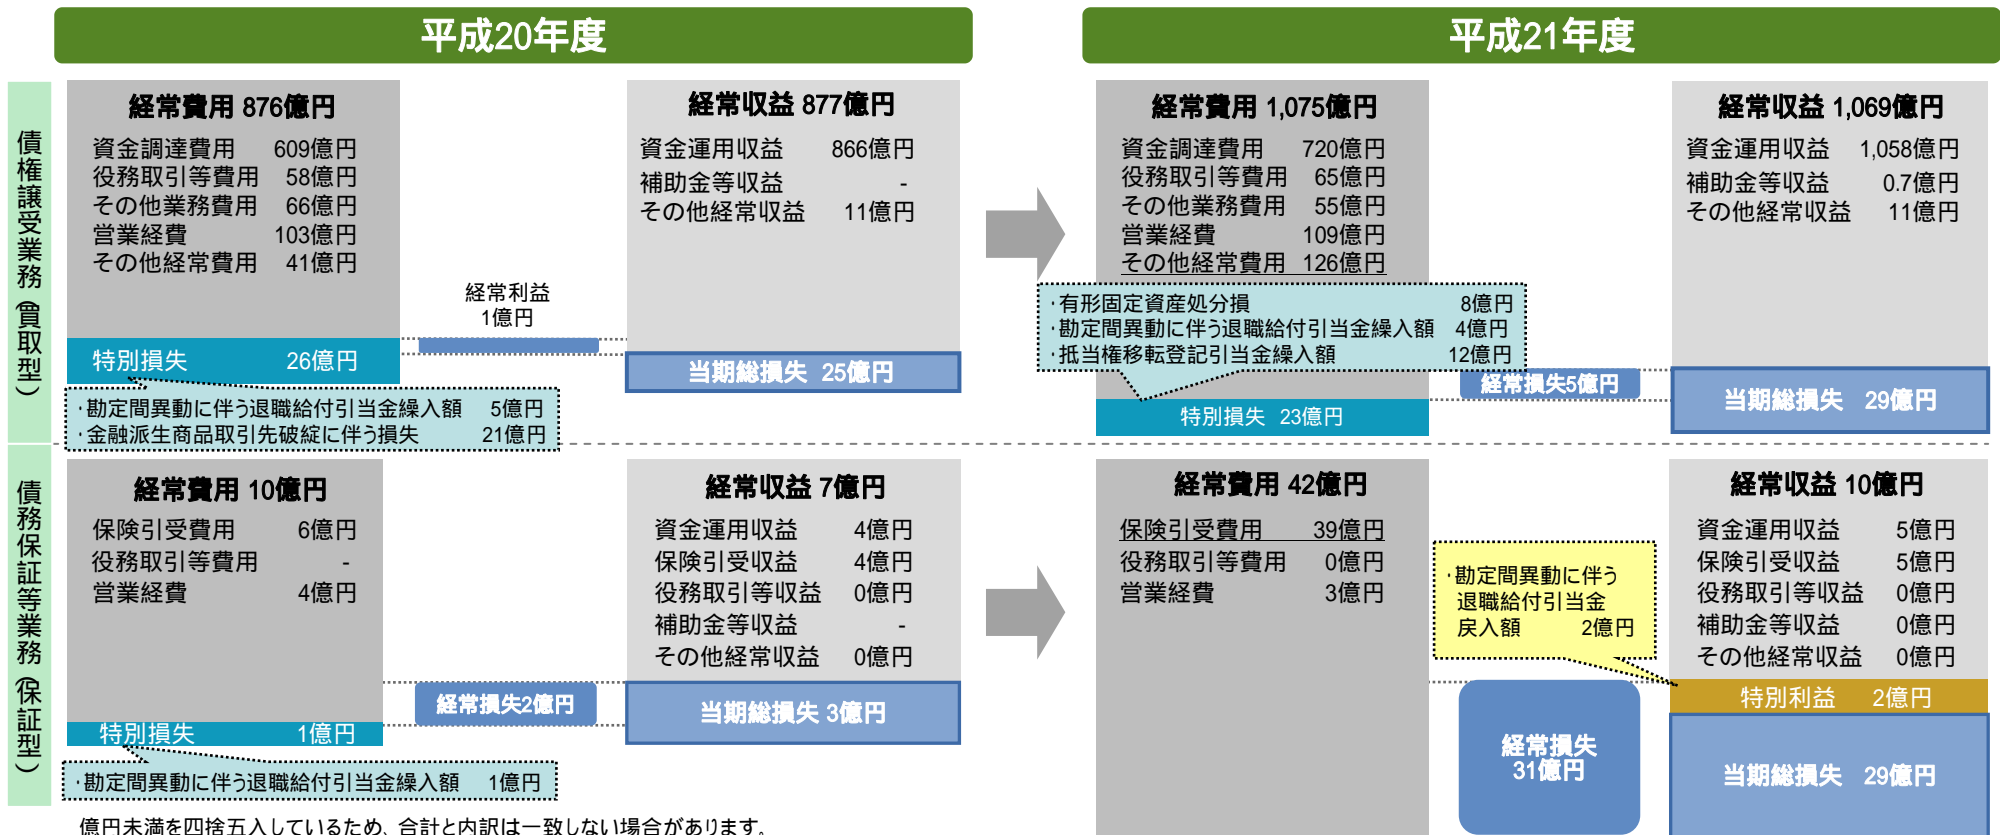 平成20年度
平成21年度
債権譲受業務（買取型）
経常費用 876億円
資金調達費用 609億円
役務取引等費用 58億円
その他業務費用 66億円
営業経費 103億円
その他経常費用 41億円
特別損失 26億円
・勘定間異動に伴う退職給付引当金繰入額 5億円
・金融派生商品取引先破綻に伴う損失 21億円
経常利益
1億円
経常収益 877億円
資金運用収益 866億円
補助金等収益 -
その他経常収益 11億円
当期総損失 25億円
経常費用 1,075億円
資金調達費用 720億円
役務取引等費用 65億円
その他業務費用 55億円
営業経費 109億円
その他経常費用 126億円
・有形固定資産処分損 8億円
・勘定間異動に伴う退職給付引当金繰入額 4億円
・抵当権移転登記引当金繰入額 12億円
特別損失 23億円
経常損失5億円
経常収益 1,069億円
資金運用収益 1,058億円
補助金等収益 0.7億円
その他経常収益 11億円
当期総損失 29億円
債務保証等業務（保証型）
経常費用 10億円
保険引受費用 6億円
役務取引等費用 -
営業経費 4億円
特別損失 1億円
・勘定間異動に伴う退職給付引当金繰入額 1億円
経常損失2億円
経常収益 7億円
資金運用収益 4億円
保険引受収益 4億円
役務取引等収益 0億円
補助金等収益 -
その他経常収益 0億円
当期総損失 3億円
経常費用 42億円
保険引受費用 39億円
役務取引等費用 0億円
営業経費 3億円
・勘定間異動に伴う
退職給付引当金
戻入額 2億円
経常損失
31億円
経常収益 10億円
資金運用収益 5億円
保険引受収益 5億円
役務取引等収益 0億円
補助金等収益 0億円
その他経常収益 0億円
特別利益 2億円
当期総損失 29億円
億円未満を四捨五入しているため、合計と内訳は一致しない場合があります。